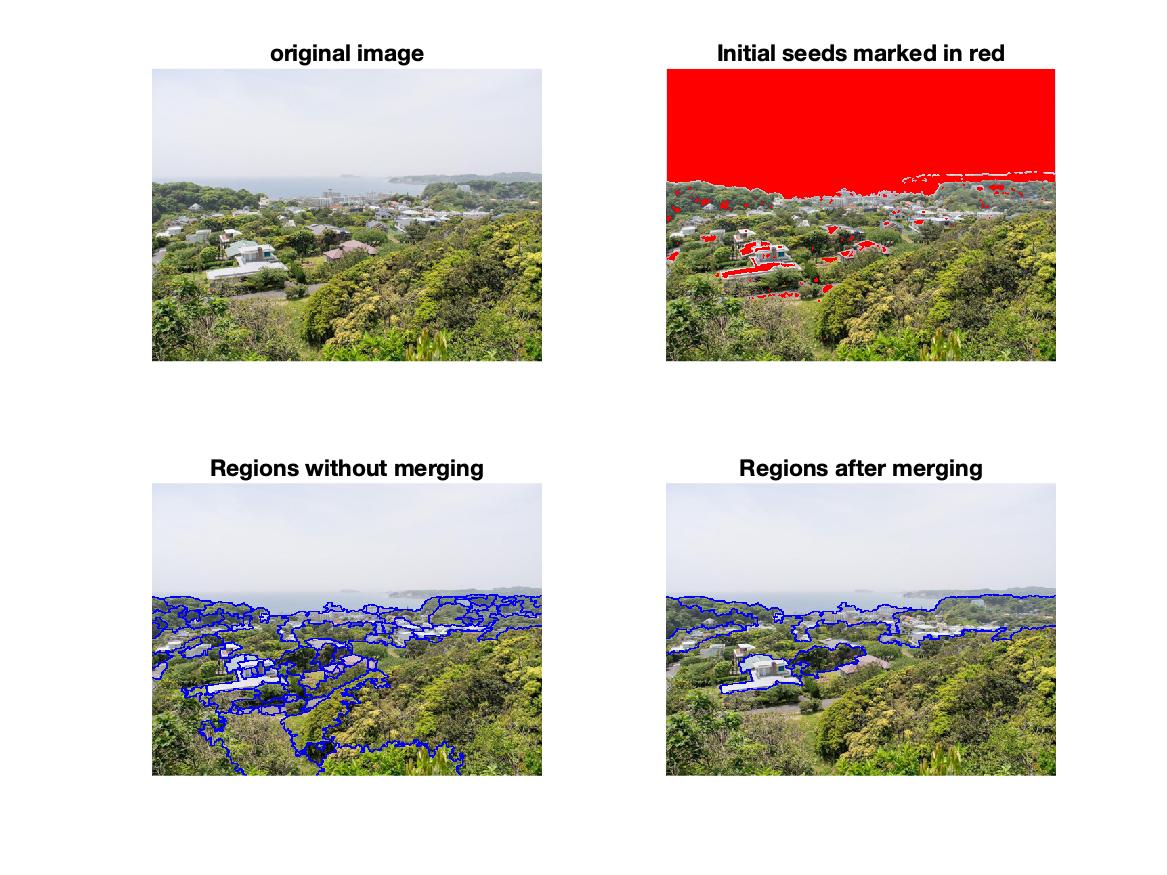 original image
Initial seeds marked in red
Regions without merging
Regions after merging